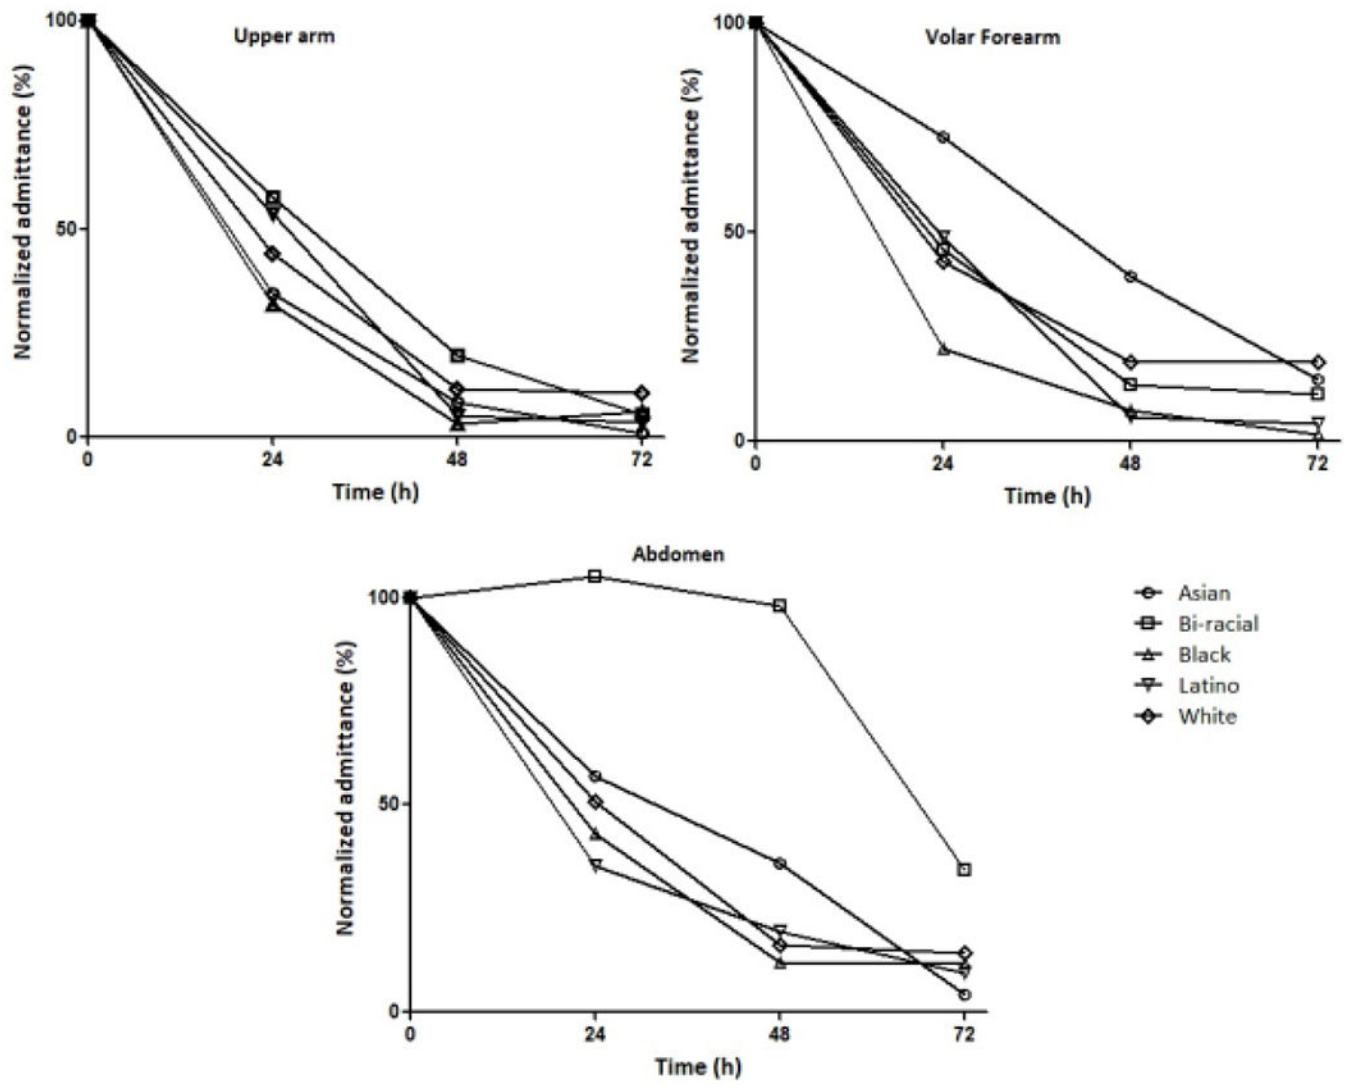 Upper arm
Normalized admittance (%)
100
50
0
0 24 48 72
Time (h)
Volar Forearm
Normalized admittance (%)
100
50
0
0 24 48 72
Time (h)
Abdomen
Normalized admittance (%)
100
50
0
0 24 48 72
Time (h)
Asian
Bi-racial
Black
Latino
White